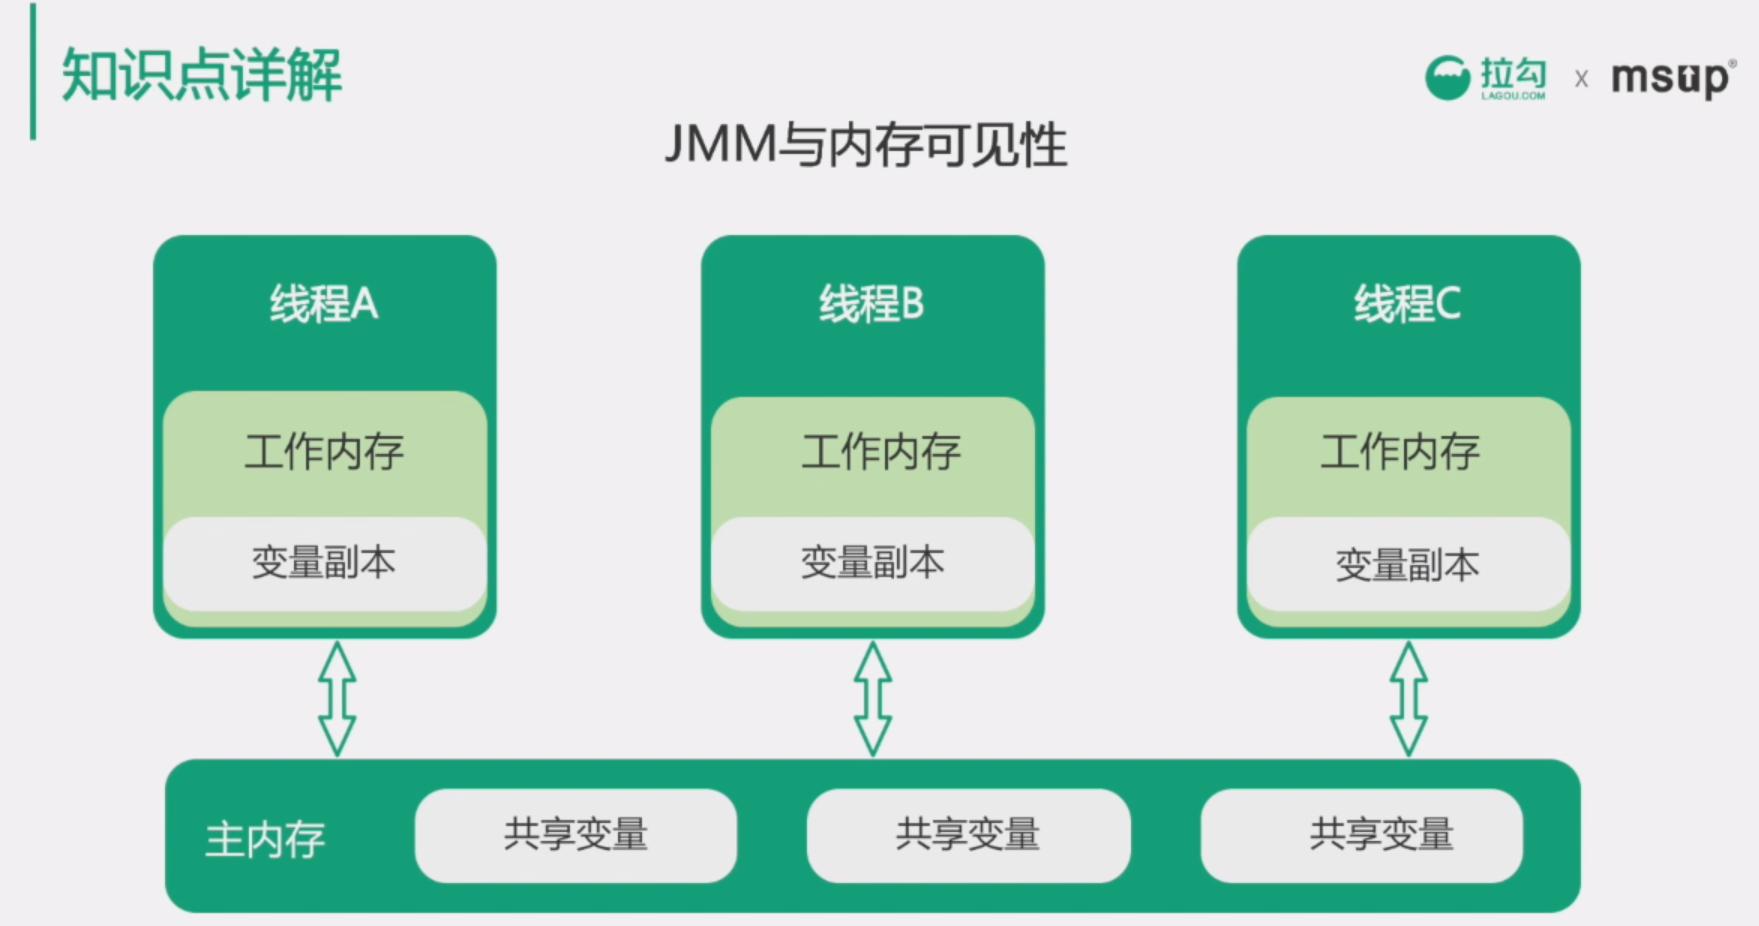 知识点详解
拉勾 x msup®
LAGOU.COM
JMM与内存可见性
线程A
线程B
线程C
工作内存
工作内存
工作内存
变量副本
变量副本
变量副本
主内存
共享变量
共享变量
共享变量